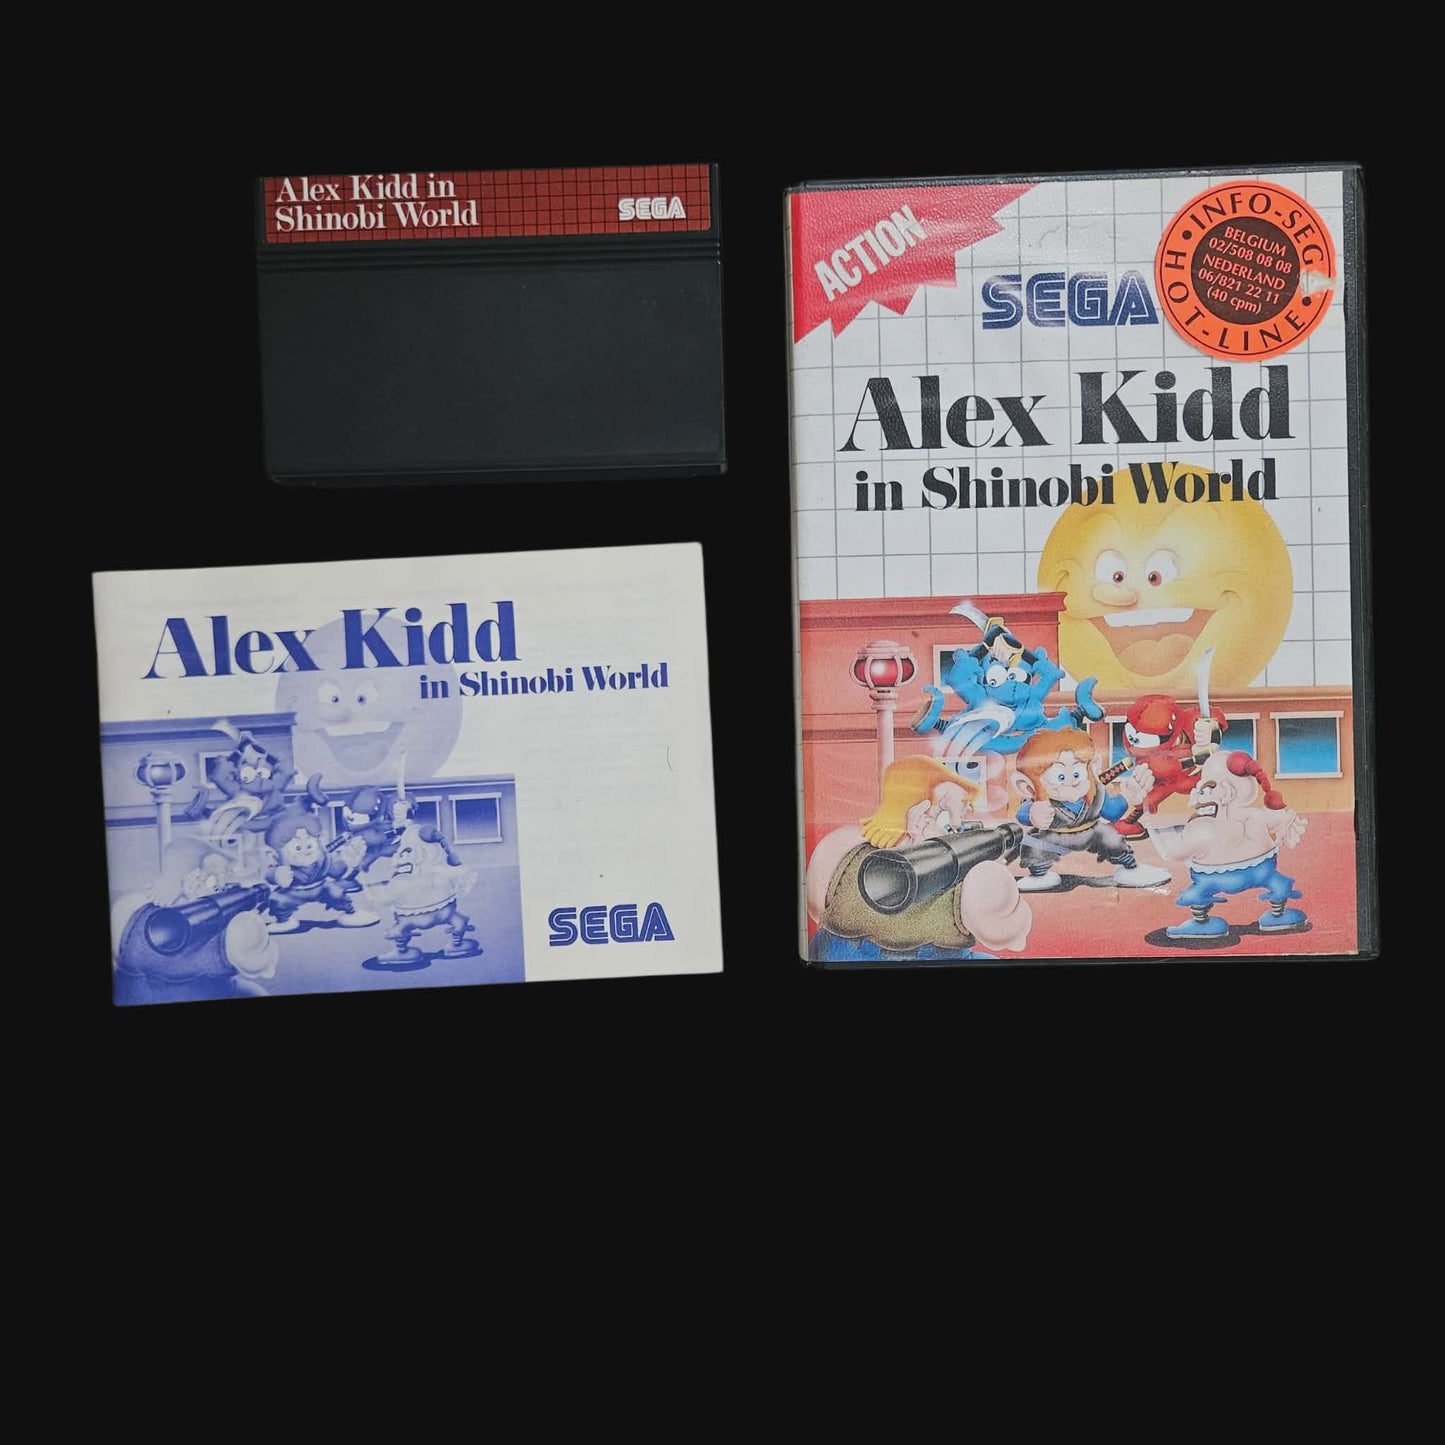 Alex Kidd in
Shinobi World
SEGA
ACTION
SEGA
• INFO-SEG
• HOT-LINE •
BELGIUM
02/508 08 08
NEDERLAND
06/821 22 11
(40 cpm)
Alex Kidd
in Shinobi World
Alex Kidd
in Shinobi World
SEGA